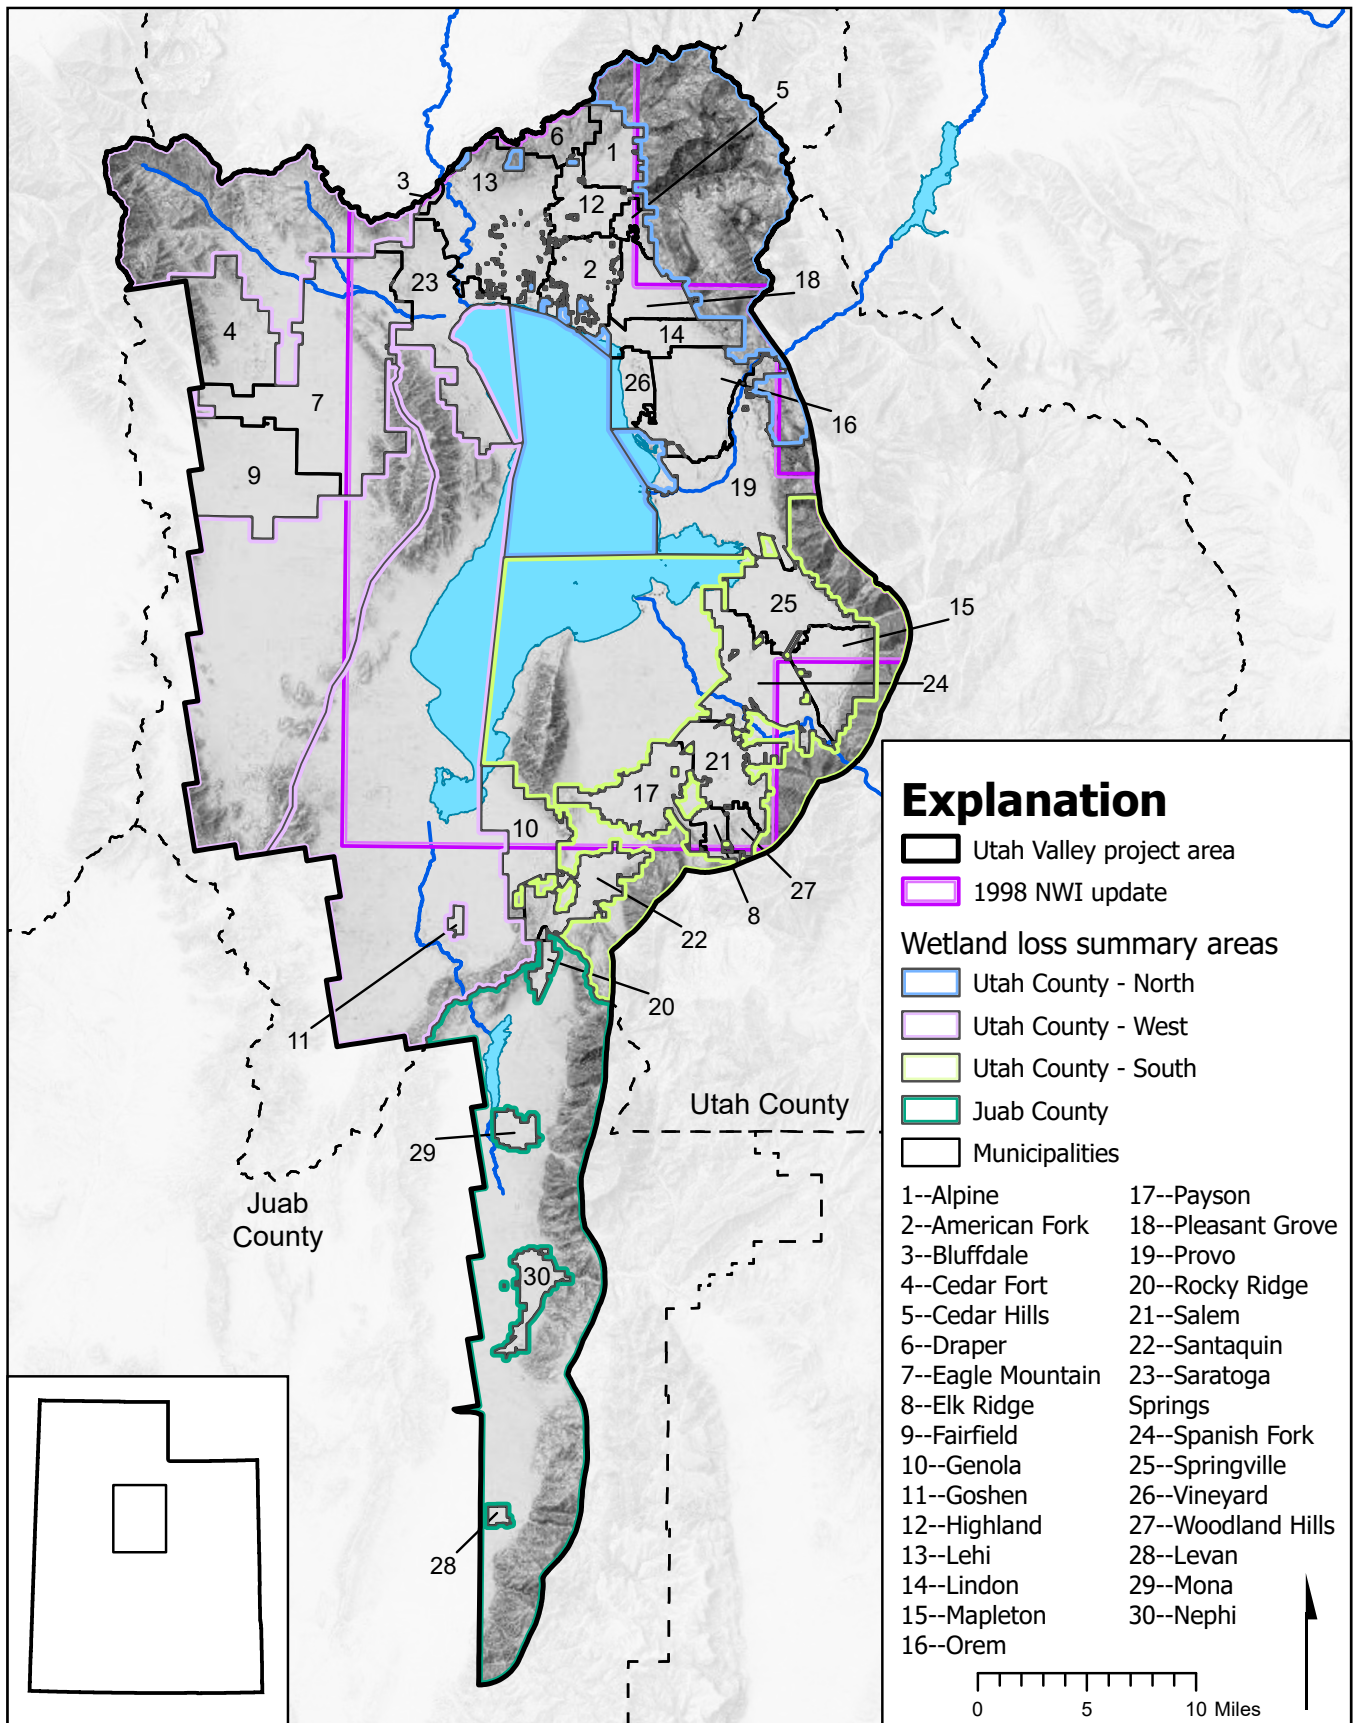 5
6
1
3
13
12
2
18
23
4
14
26
7
16
9
19
25
15
24
21
17
10
27
8
22
11
20
Utah County
29
Juab
County
30
28
Explanation
Utah Valley project area
1998 NWI update
Wetland loss summary areas
Utah County - North
Utah County - West
Utah County - South
Juab County
Municipalities
1--Alpine
2--American Fork
3--Bluffdale
4--Cedar Fort
5--Cedar Hills
6--Draper
7--Eagle Mountain
8--Elk Ridge
9--Fairfield
10--Genola
11--Goshen
12--Highland
13--Lehi
14--Lindon
15--Mapleton
16--Orem
17--Payson
18--Pleasant Grove
19--Provo
20--Rocky Ridge
21--Salem
22--Santaquin
23--Saratoga
Springs
24--Spanish Fork
25--Springville
26--Vineyard
27--Woodland Hills
28--Levan
29--Mona
30--Nephi
0 5 10 Miles